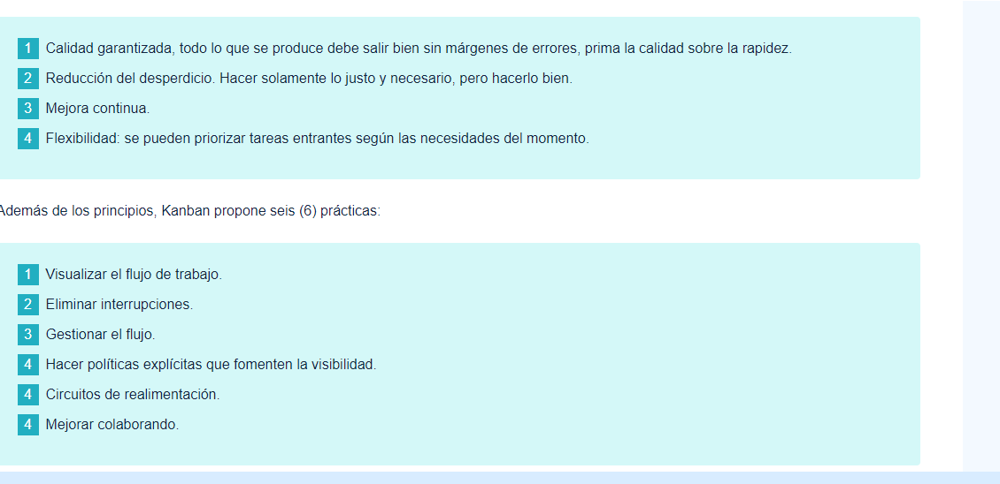 1 Calidad garantizada, todo lo que se produce debe salir bien sin márgenes de errores, prima la calidad sobre la rapidez.
2 Reducción del desperdicio. Hacer solamente lo justo y necesario, pero hacerlo bien.
3 Mejora continua.
4 Flexibilidad: se pueden priorizar tareas entrantes según las necesidades del momento.
Además de los principios, Kanban propone seis (6) prácticas:
1 Visualizar el flujo de trabajo.
2 Eliminar interrupciones.
3 Gestionar el flujo.
4 Hacer políticas explícitas que fomenten la visibilidad.
4 Circuitos de realimentación.
4 Mejorar colaborando.